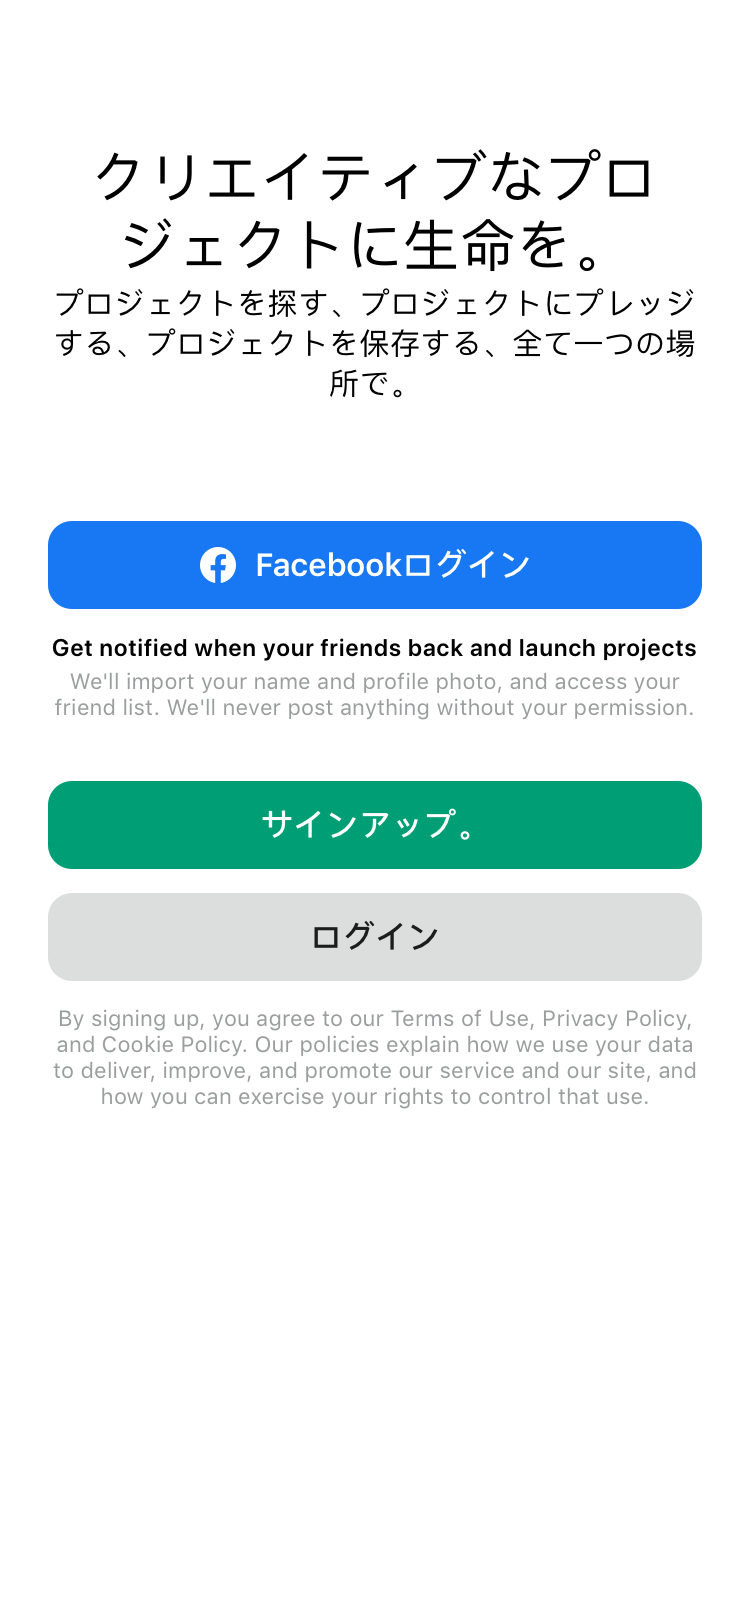 クリエイティブなプロ
ジェクトに生命を。
プロジェクトを探す、プロジェクトにプレッジ
する、プロジェクトを保存する、全て一つの場
所で。
Facebookログイン
Get notified when your friends back and launch projects
We'll import your name and profile photo, and access your
friend list. We'll never post anything without your permission.
サインアップ。
ログイン
By signing up, you agree to our Terms of Use, Privacy Policy,
and Cookie Policy. Our policies explain how we use your data
to deliver, improve, and promote our service and our site, and
how you can exercise your rights to control that use.